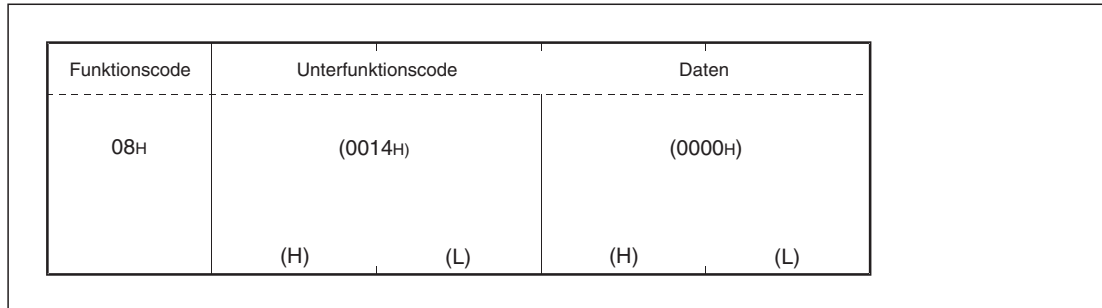 Funktionscode Unterfunktionscode Daten
08H (0014H) (0000H)
(H) (L) (H) (L)